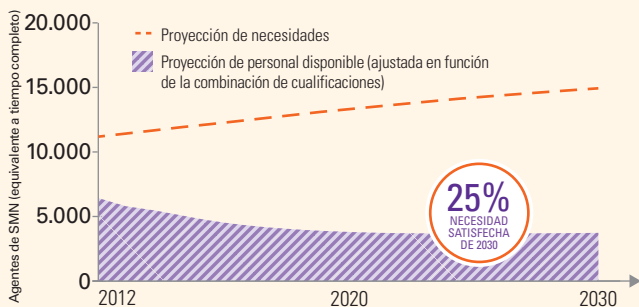 Agentes de SMN (equivalente a tiempo completo)
20.000
15.000
10.000
5.000
0
Proyección de necesidades
Proyección de personal disponible (ajustada en función
de la combinación de cualificaciones)
25%
NECESIDAD
SATISFECHA
DE 2030
2012
2020
2030